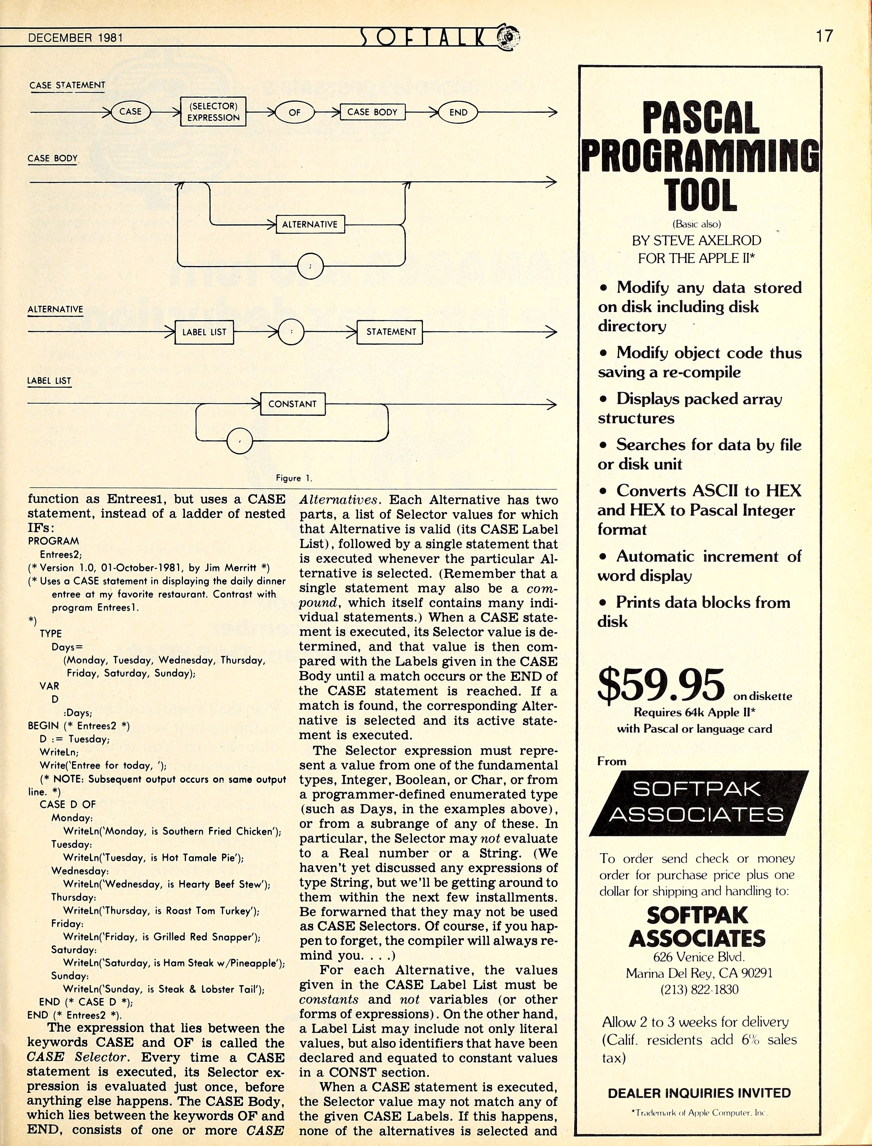 DECEMBER 1981
SOFTALK
17
CASE STATEMENT
CASE
(SELECTOR)
EXPRESSION
OF
CASE BODY
END
CASE BODY
ALTERNATIVE
;
ALTERNATIVE
LABEL LIST
:
STATEMENT
LABEL LIST
CONSTANT
,
Figure 1.
function as Entrees1, but uses a CASE
statement, instead of a ladder of nested
IFs:
PROGRAM
Entrees2;
(* Version 1.0, 01-October-1981, by Jim Merritt *)
(* Uses a CASE statement in displaying the daily dinner
entree at my favorite restaurant. Contrast with
program Entrees1.
*)
TYPE
Days=
(Monday, Tuesday, Wednesday, Thursday,
Friday, Saturday, Sunday);
VAR
D
:Days;
BEGIN (* Entrees2 *)
D := Tuesday;
WriteLn;
Write('Entree for today, ');
(* NOTE: Subsequent output occurs on same output
line. *)
CASE D OF
Monday:
WriteLn('Monday, is Southern Fried Chicken');
Tuesday:
WriteLn('Tuesday, is Hot Tamale Pie');
Wednesday:
WriteLn('Wednesday, is Hearty Beef Stew');
Thursday:
WriteLn('Thursday, is Roast Tom Turkey');
Friday:
WriteLn('Friday, is Grilled Red Snapper');
Saturday:
WriteLn('Saturday, is Ham Steak w/Pineapple');
Sunday:
WriteLn('Sunday, is Steak & Lobster Tail');
END (* CASE D *);
END (* Entrees2 *).
The expression that lies between the
keywords CASE and OF is called the
CASE Selector. Every time a CASE
statement is executed, its Selector ex-
pression is evaluated just once, before
anything else happens. The CASE Body,
which lies between the keywords OF and
END, consists of one or more CASE
Alternatives. Each Alternative has two
parts, a list of Selector values for which
that Alternative is valid (its CASE Label
List), followed by a single statement that
is executed whenever the particular Al-
ternative is selected. (Remember that a
single statement may also be a com-
pound, which itself contains many indi-
vidual statements.) When a CASE state-
ment is executed, its Selector value is de-
termined, and that value is then com-
pared with the Labels given in the CASE
Body until a match occurs or the END of
the CASE statement is reached. If a
match is found, the corresponding Alter-
native is selected and its active state-
ment is executed.
The Selector expression must repre-
sent a value from one of the fundamental
types, Integer, Boolean, or Char, or from
a programmer-defined enumerated type
(such as Days, in the examples above),
or from a subrange of any of these. In
particular, the Selector may not evaluate
to a Real number or a String. (We
haven't yet discussed any expressions of
type String, but we'll be getting around to
them within the next few installments.
Be forwarned that they may not be used
as CASE Selectors. Of course, if you hap-
pen to forget, the compiler will always re-
mind you. . . .)
For each Alternative, the values
given in the CASE Label List must be
constants and not variables (or other
forms of expressions). On the other hand,
a Label List may include not only literal
values, but also identifiers that have been
declared and equated to constant values
in a CONST section.
When a CASE statement is executed,
the Selector value may not match any of
the given CASE Labels. If this happens,
none of the alternatives is selected and
PASCAL
PROGRAMMING
TOOL
(Basic also)
BY STEVE AXELROD
FOR THE APPLE II*
• Modify any data stored
on disk including disk
directory
• Modify object code thus
saving a re-compile
• Displays packed array
structures
• Searches for data by file
or disk unit
• Converts ASCII to HEX
and HEX to Pascal Integer
format
• Automatic increment of
word display
• Prints data blocks from
disk
$59.95 on diskette
Requires 64k Apple II*
with Pascal or language card
From
SOFTPAK
ASSOCIATES
To order send check or money
order for purchase price plus one
dollar for shipping and handling to:
SOFTPAK
ASSOCIATES
626 Venice Blvd.
Marina Del Rey, CA 90291
(213) 822-1830
Allow 2 to 3 weeks for delivery
(Calif. residents add 6% sales
tax)
DEALER INQUIRIES INVITED
*Trademark of Apple Computer, Inc.